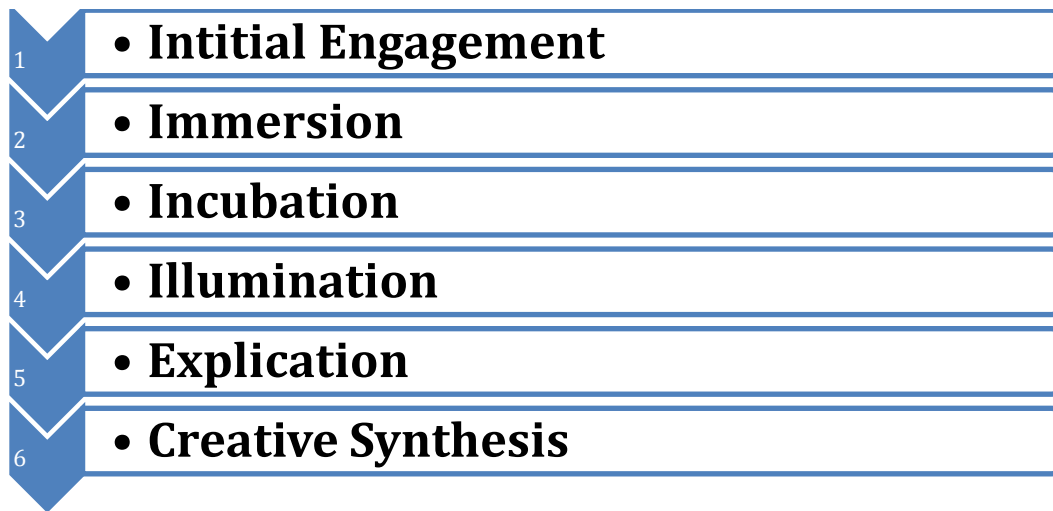 1 • Intitial Engagement
2 • Immersion
3 • Incubation
4 • Illumination
5 • Explication
6 • Creative Synthesis